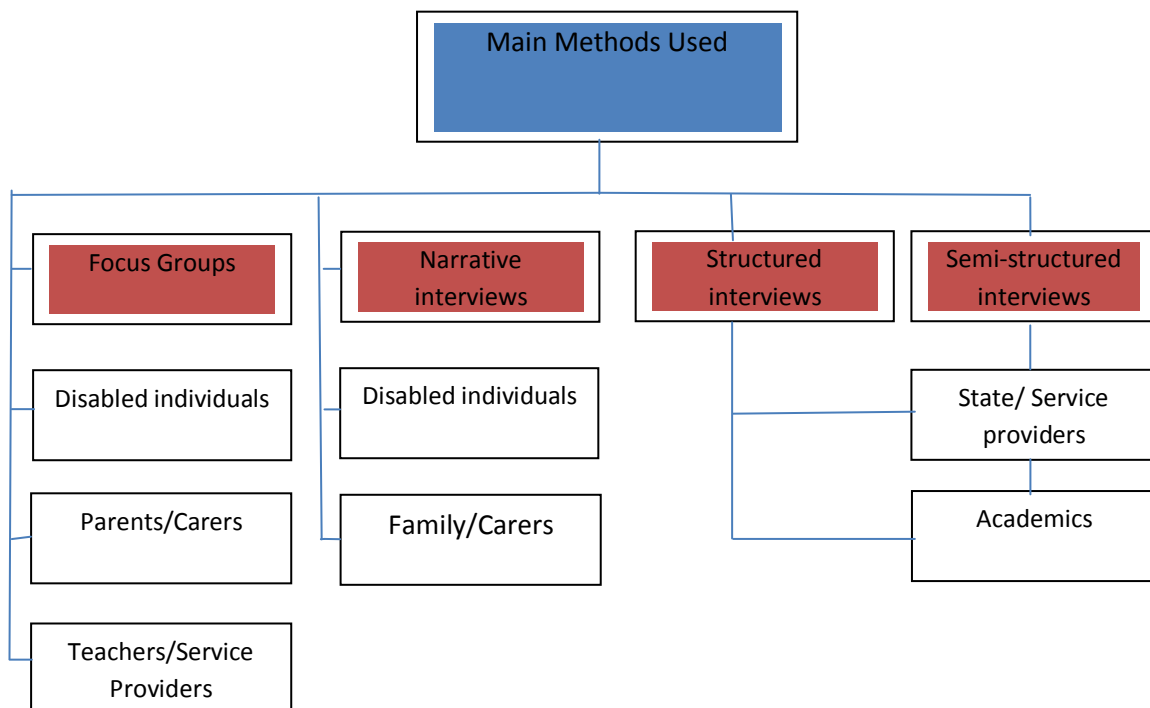 Main Methods Used
Focus Groups
Narrative
interviews
Structured
interviews
Semi-structured
interviews
Disabled individuals
Disabled individuals
State/ Service
providers
Parents/Carers
Family/Carers
Academics
Teachers/Service
Providers